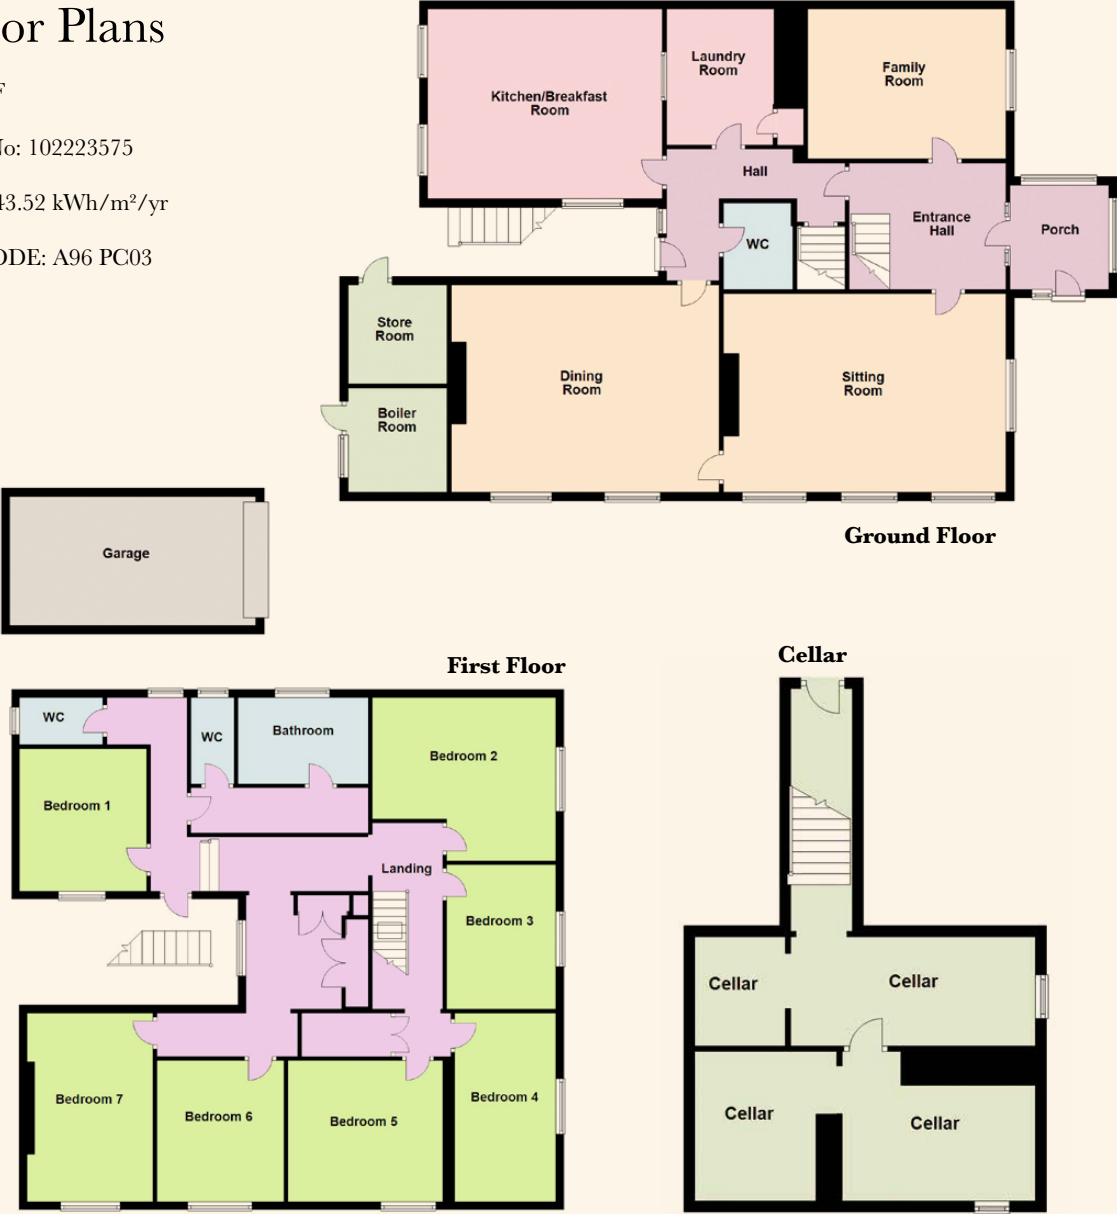 or Plans
F
No: 102223575
43.52 kWh/m²/yr
ODE: A96 PC03
Kitchen/Breakfast
Room
Laundry
Room
Family
Room
Hall
Entrance
Hall
Porch
WC
Store
Room
Boiler
Room
Dining
Room
Sitting
Room
Ground Floor
Garage
First Floor
WC
WC
Bathroom
Bedroom 2
Bedroom 1
Landing
Bedroom 3
Bedroom 7
Bedroom 6
Bedroom 5
Bedroom 4
Cellar
Cellar
Cellar
Cellar
Cellar